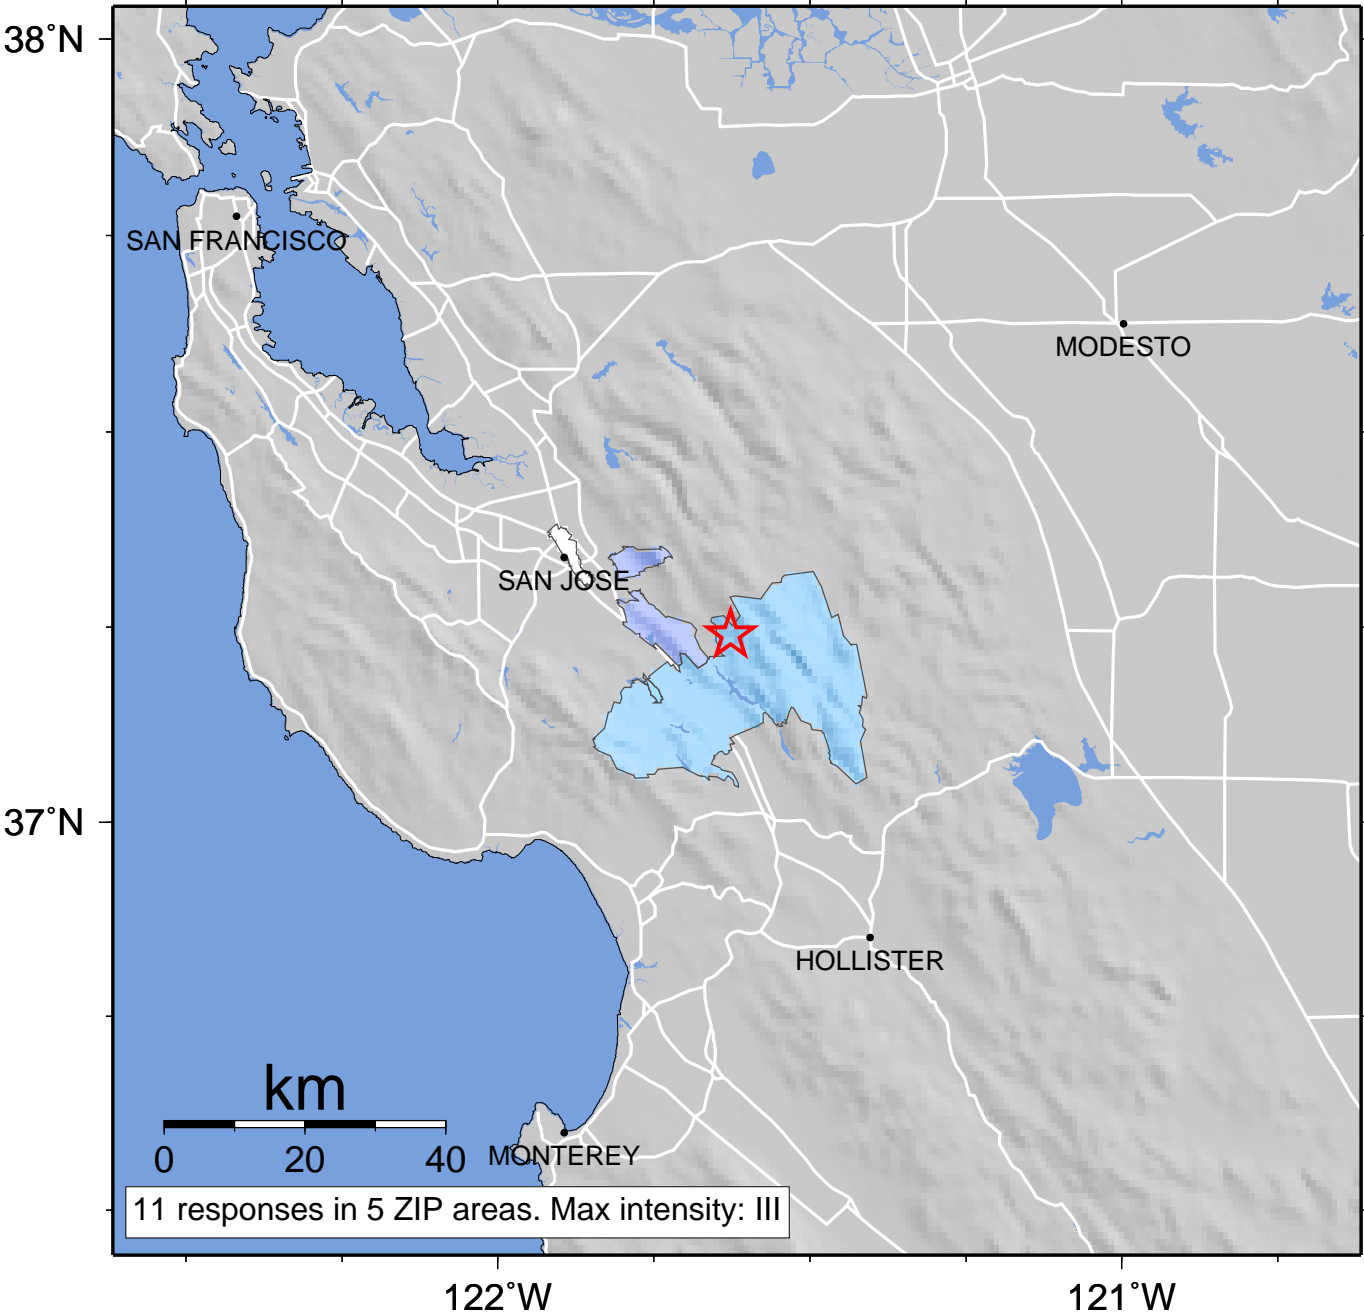 38°N
SAN FRANCISCO
MODESTO
SAN JOSE
37°N
HOLLISTER
km
0 20 40
MONTEREY
11 responses in 5 ZIP areas. Max intensity: III
122°W 121°W